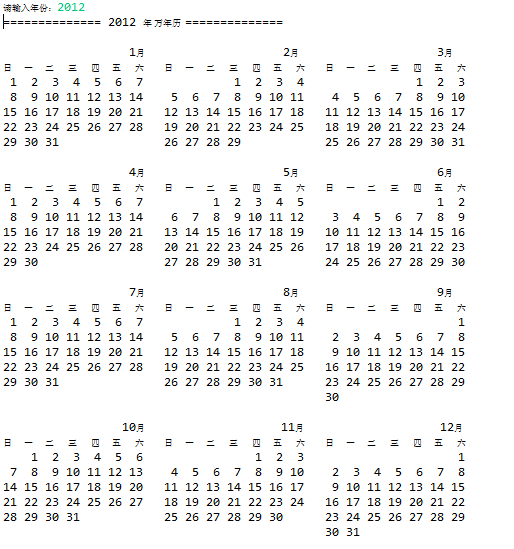 请输入年份：2012
============== 2012 年 万年历 ==============
1月 2月 3月
日 一 二 三 四 五 六 日 一 二 三 四 五 六 日 一 二 三 四 五 六
1 2 3 4 5 6 7 1 2 3 4 1 2 3
8 9 10 11 12 13 14 5 6 7 8 9 10 11 4 5 6 7 8 9 10
15 16 17 18 19 20 21 12 13 14 15 16 17 18 11 12 13 14 15 16 17
22 23 24 25 26 27 28 19 20 21 22 23 24 25 18 19 20 21 22 23 24
29 30 31 26 27 28 29 25 26 27 28 29 30 31
4月 5月 6月
日 一 二 三 四 五 六 日 一 二 三 四 五 六 日 一 二 三 四 五 六
1 2 3 4 5 6 7 1 2 3 4 5 1 2
8 9 10 11 12 13 14 6 7 8 9 10 11 12 3 4 5 6 7 8 9
15 16 17 18 19 20 21 13 14 15 16 17 18 19 10 11 12 13 14 15 16
22 23 24 25 26 27 28 20 21 22 23 24 25 26 17 18 19 20 21 22 23
29 30 27 28 29 30 31 24 25 26 27 28 29 30
7月 8月 9月
日 一 二 三 四 五 六 日 一 二 三 四 五 六 日 一 二 三 四 五 六
1 2 3 4 5 6 7 1 2 3 4 1
8 9 10 11 12 13 14 5 6 7 8 9 10 11 2 3 4 5 6 7 8
15 16 17 18 19 20 21 12 13 14 15 16 17 18 9 10 11 12 13 14 15
22 23 24 25 26 27 28 19 20 21 22 23 24 25 16 17 18 19 20 21 22
29 30 31 26 27 28 29 30 31 23 24 25 26 27 28 29
30
10月 11月 12月
日 一 二 三 四 五 六 日 一 二 三 四 五 六 日 一 二 三 四 五 六
1 2 3 4 5 6 1 2 3 1
7 8 9 10 11 12 13 4 5 6 7 8 9 10 2 3 4 5 6 7 8
14 15 16 17 18 19 20 11 12 13 14 15 16 17 9 10 11 12 13 14 15
21 22 23 24 25 26 27 18 19 20 21 22 23 24 16 17 18 19 20 21 22
28 29 30 31 25 26 27 28 29 30 23 24 25 26 27 28 29
30 31